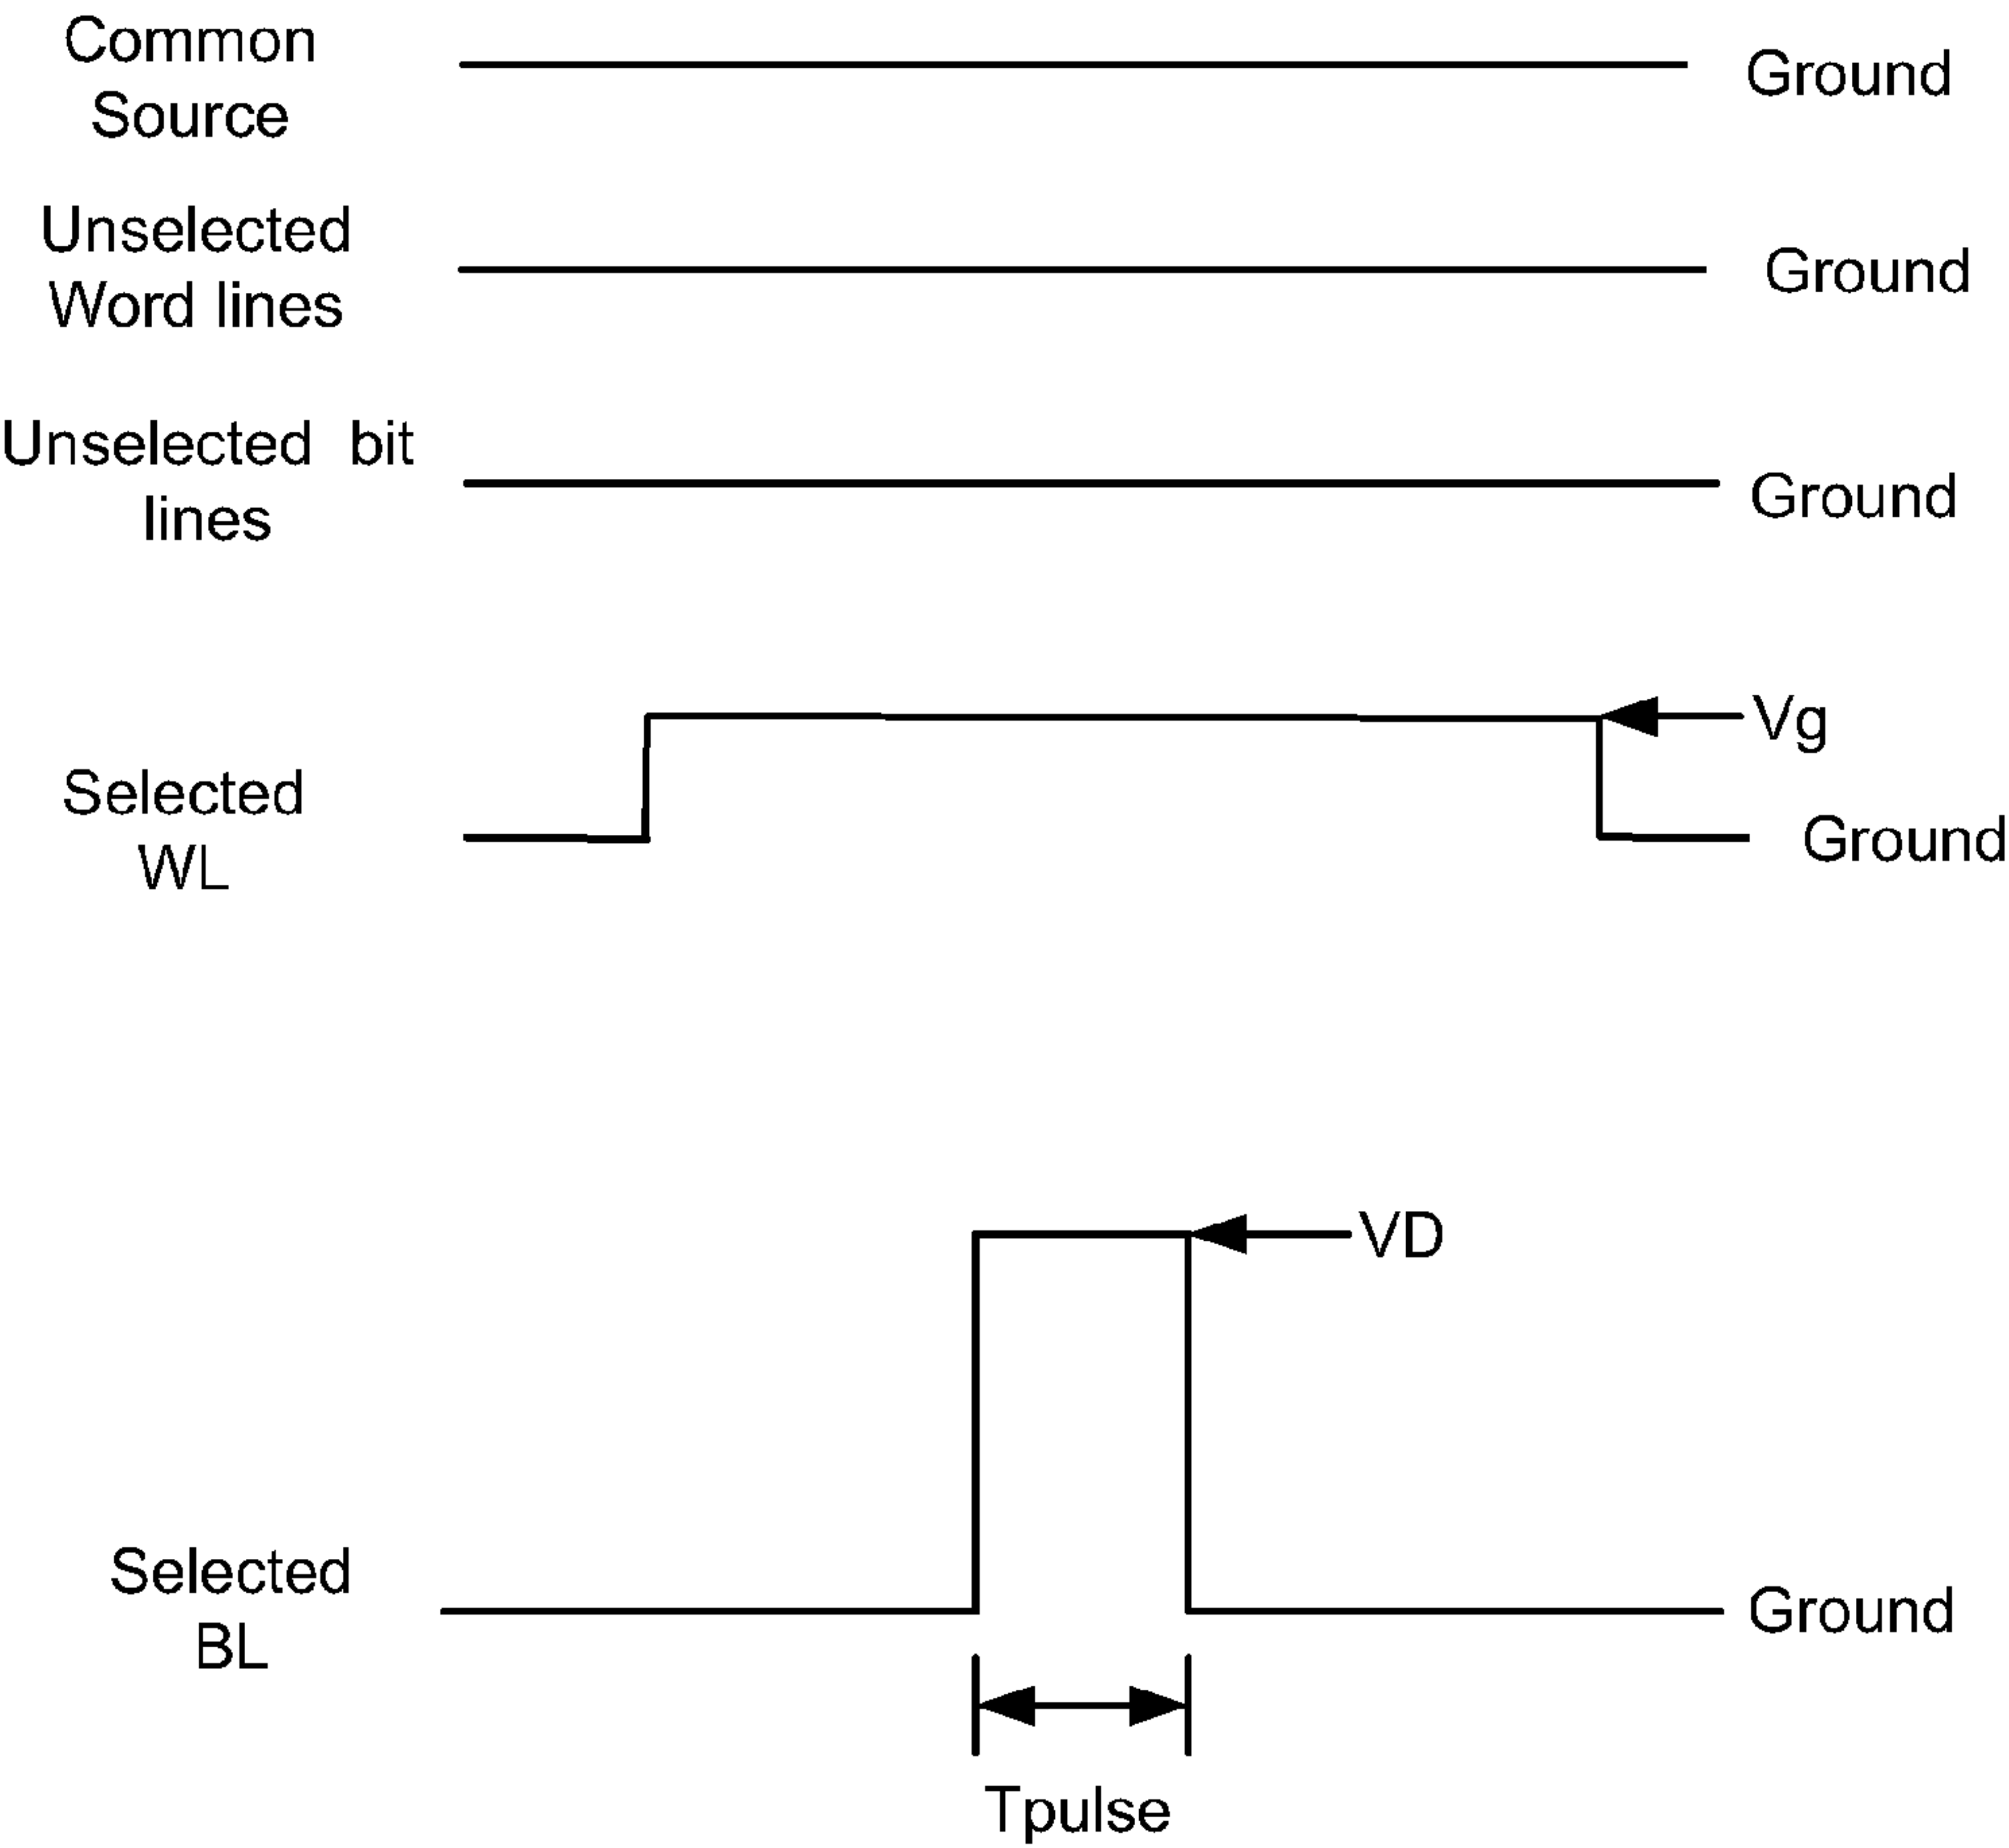 Common
Source
Ground
Unselected
Word lines
Ground
Unselected bit
lines
Ground
Vg
Selected
WL
Ground
VD
Selected
BL
Ground
Tpulse